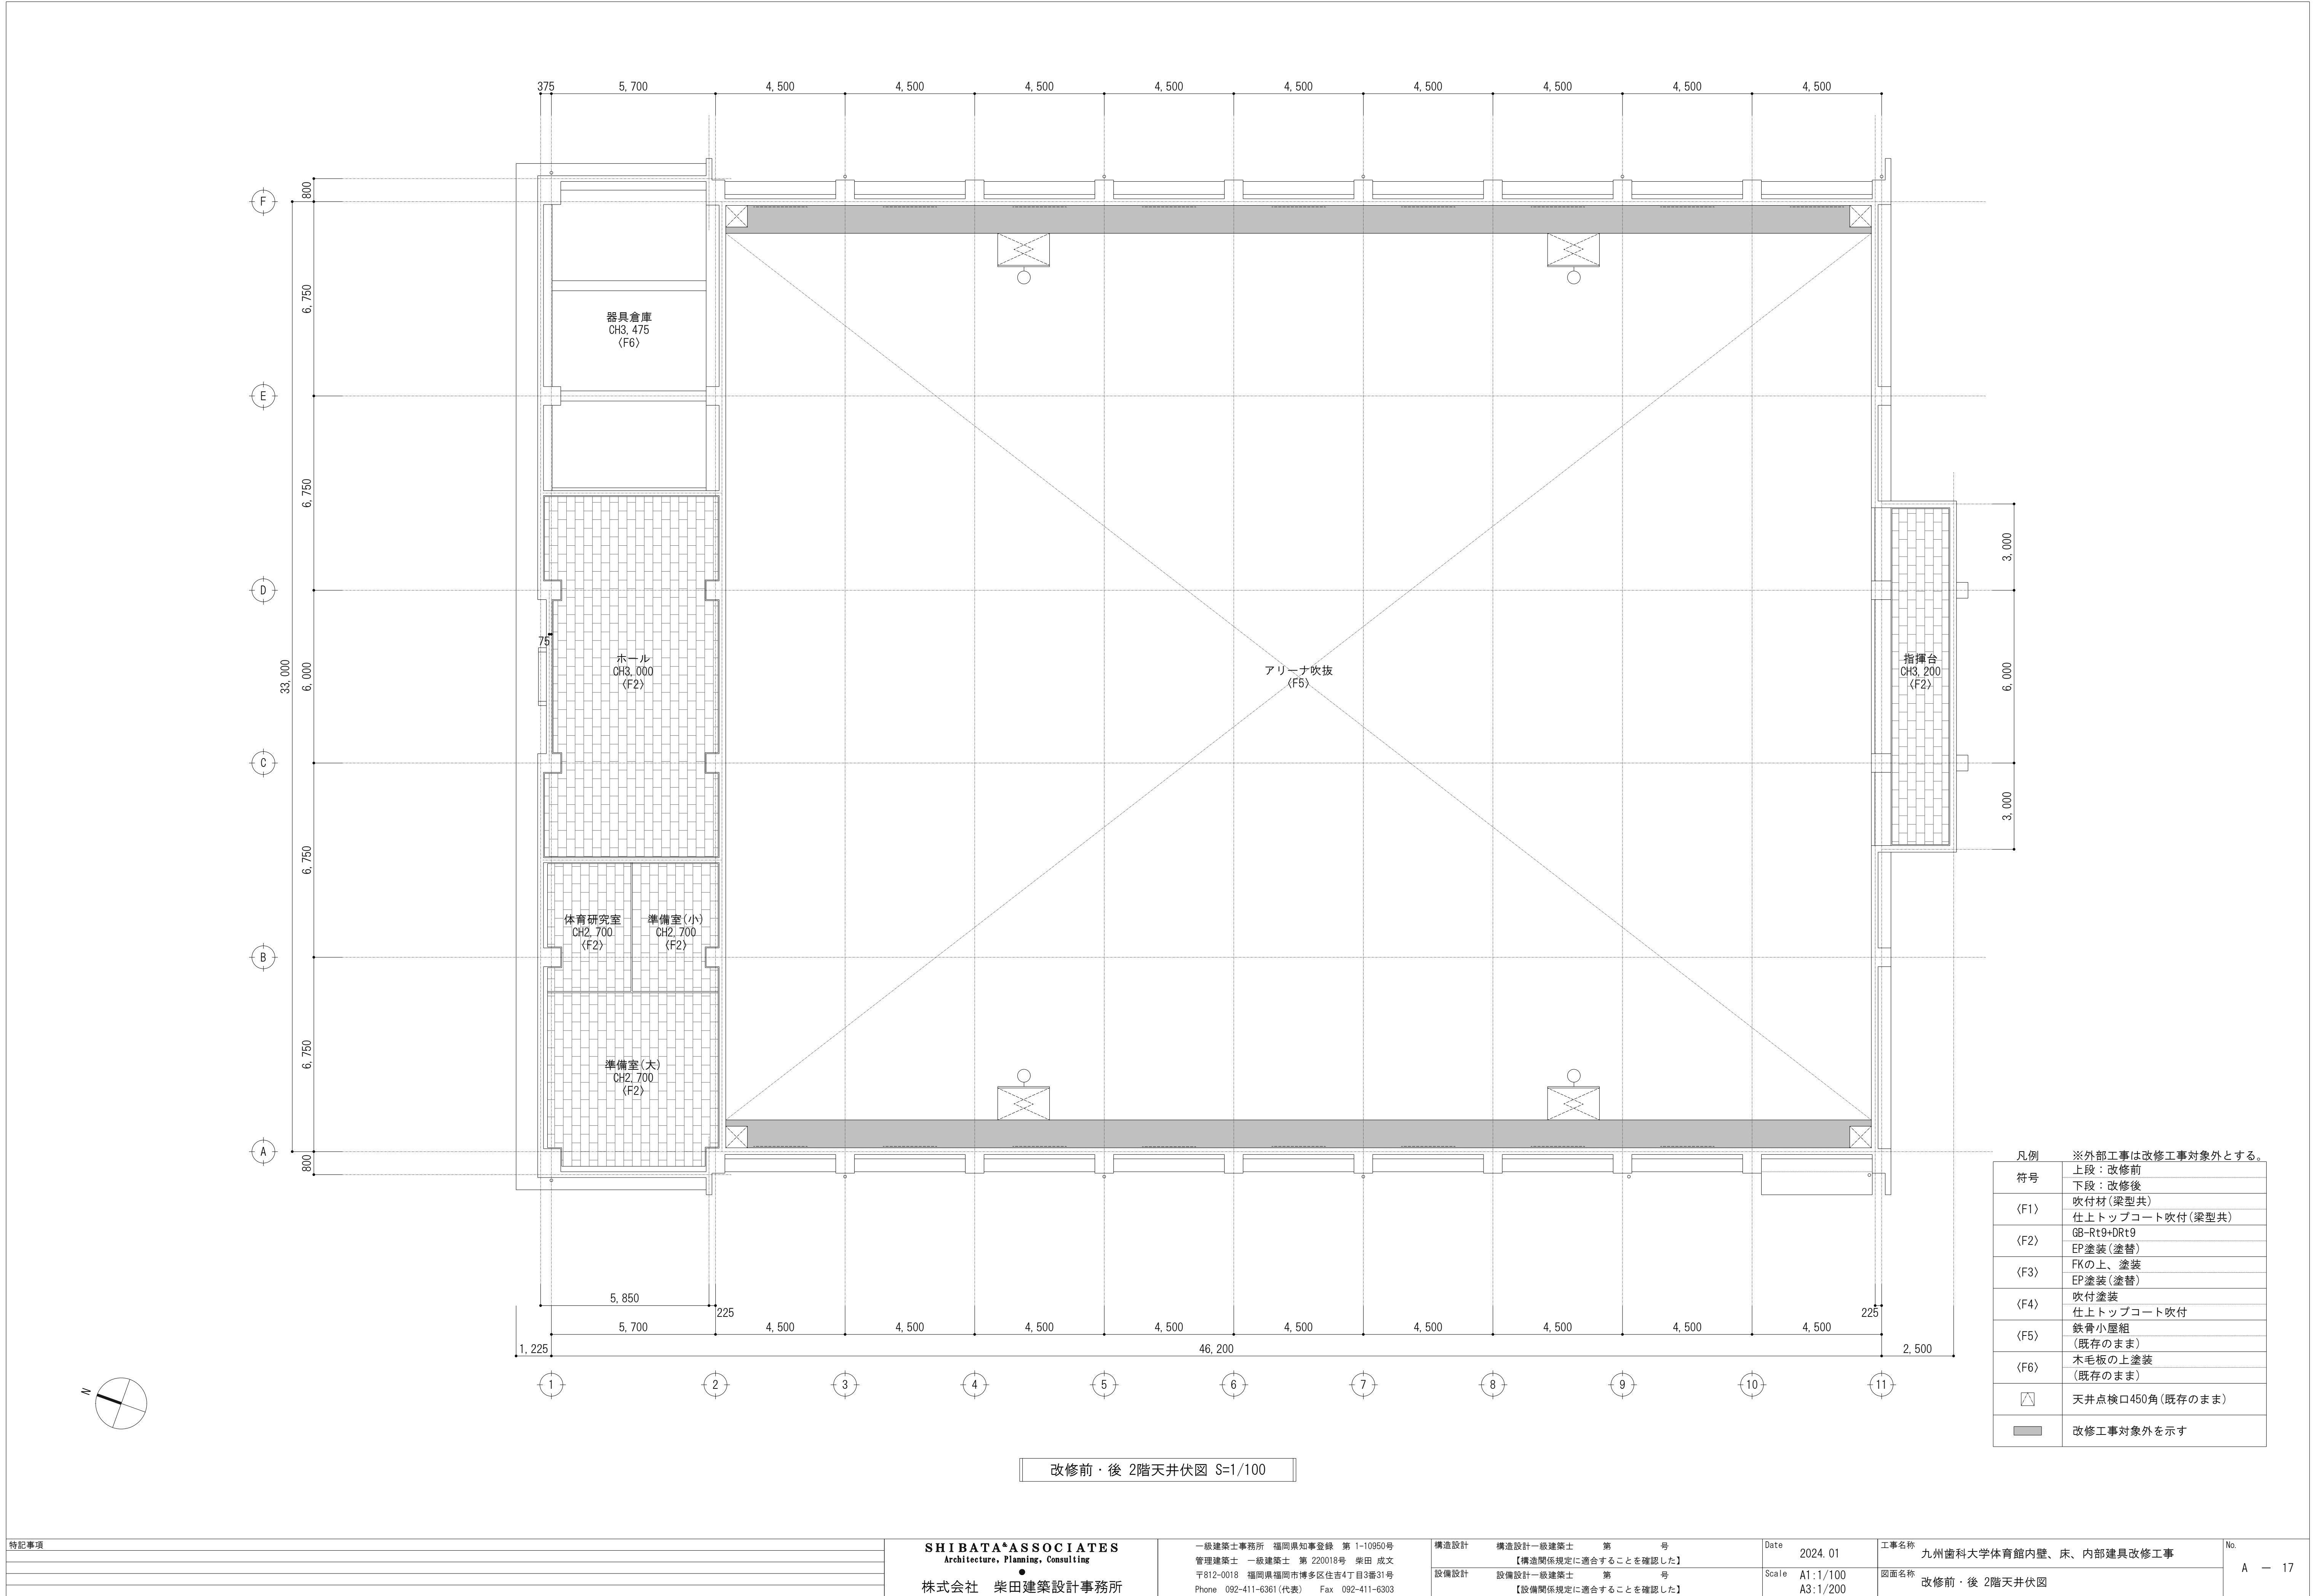 375
5,700
4,500
4,500
4,500
4,500
4,500
4,500
4,500
4,500
4,500
F
E
D
C
B
A
800
6,750
6,750
6,000
6,750
6,750
800
33,000
器具倉庫
CH3,475
〈F6〉
75
ホール
CH3,000
〈F2〉
アリーナ吹抜
〈F5〉
指揮台
CH3,200
〈F2〉
3,000
6,000
3,000
体育研究室
CH2,700
〈F2〉
準備室(小)
CH2,700
〈F2〉
準備室(大)
CH2,700
〈F2〉
5,850
225
225
5,700
4,500
4,500
4,500
4,500
4,500
4,500
4,500
4,500
4,500
1,225
46,200
2,500
1
2
3
4
5
6
7
8
9
10
11
N
凡例 ※外部工事は改修工事対象外とする。
符号
上段：改修前
下段：改修後
〈F1〉
吹付材(梁型共)
仕上トップコート吹付(梁型共)
〈F2〉
GB-Rt9+DRt9
EP塗装(塗替)
〈F3〉
FKの上、塗装
EP塗装(塗替)
〈F4〉
吹付塗装
仕上トップコート吹付
〈F5〉
鉄骨小屋組
(既存のまま)
〈F6〉
木毛板の上塗装
(既存のまま)
天井点検口450角(既存のまま)
改修工事対象外を示す
改修前・後 2階天井伏図 S=1/100
特記事項
SHIBATA&ASSOCIATES
Architecture, Planning, Consulting
株式会社 柴田建築設計事務所
一級建築士事務所 福岡県知事登録 第 1-10950号
管理建築士 一級建築士 第 220018号 柴田 成文
〒812-0018 福岡県福岡市博多区住吉4丁目3番31号
Phone 092-411-6361(代表) Fax 092-411-6303
構造設計 構造設計一級建築士 第 号
【構造関係規定に適合することを確認した】
設備設計 設備設計一級建築士 第 号
【設備関係規定に適合することを確認した】
Date 2024.01
Scale A1:1/100
A3:1/200
工事名称 九州歯科大学体育館内壁、床、内部建具改修工事
図面名称 改修前・後 2階天井伏図
No.
A － 17